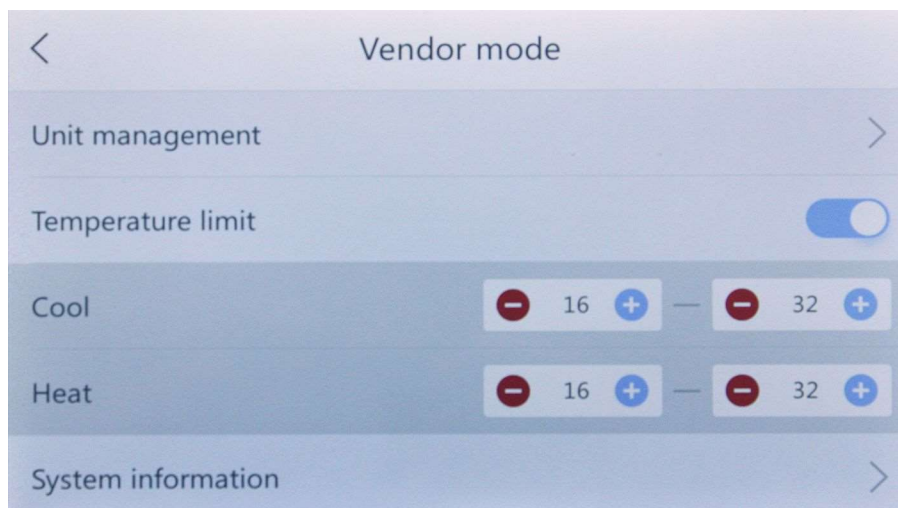 Vendor mode
Unit management
Temperature limit
Cool 16 — 32
Heat 16 — 32
System information